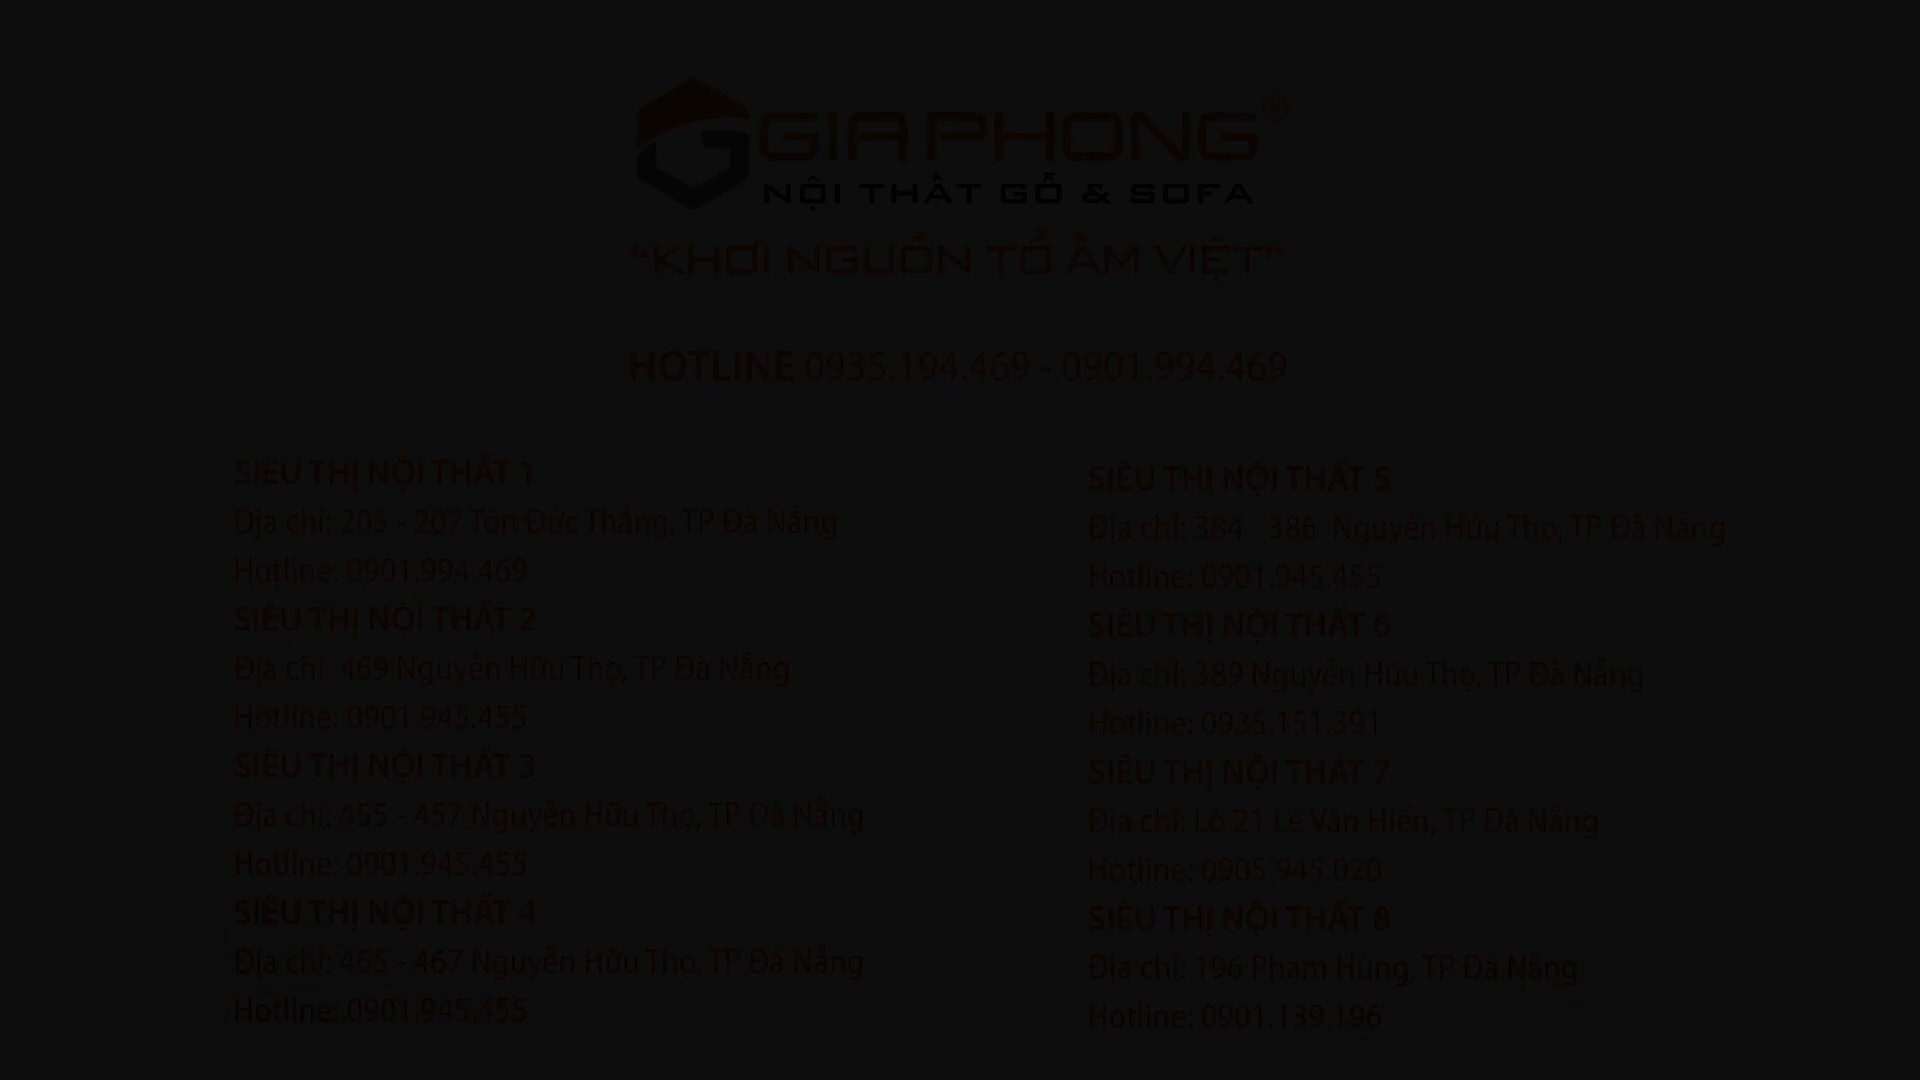 GIA PHONG®
NỘI THẤT GỖ & SOFA
“KHƠI NGUỒN TỔ ẤM VIỆT”
HOTLINE 0935.194.469 - 0901.994.469
SIÊU THỊ NỘI THẤT 1
Địa chỉ: 205 - 207 Tôn Đức Thắng, TP Đà Nẵng
Hotline: 0901.994.469
SIÊU THỊ NỘI THẤT 2
Địa chỉ: 469 Nguyễn Hữu Thọ, TP Đà Nẵng
Hotline: 0901.945.455
SIÊU THỊ NỘI THẤT 3
Địa chỉ: 455 - 457 Nguyễn Hữu Thọ, TP Đà Nẵng
Hotline: 0901.945.455
SIÊU THỊ NỘI THẤT 4
Địa chỉ: 465 - 467 Nguyễn Hữu Thọ, TP Đà Nẵng
Hotline: 0901.945.455
SIÊU THỊ NỘI THẤT 5
Địa chỉ: 384 - 386 Nguyễn Hữu Thọ, TP Đà Nẵng
Hotline: 0901.945.455
SIÊU THỊ NỘI THẤT 6
Địa chỉ: 389 Nguyễn Hữu Thọ, TP Đà Nẵng
Hotline: 0935.151.391
SIÊU THỊ NỘI THẤT 7
Địa chỉ: Lô 21 Lê Văn Hiến, TP Đà Nẵng
Hotline: 0905.945.020
SIÊU THỊ NỘI THẤT 8
Địa chỉ: 196 Phạm Hùng, TP Đà Nẵng
Hotline: 0901.139.196